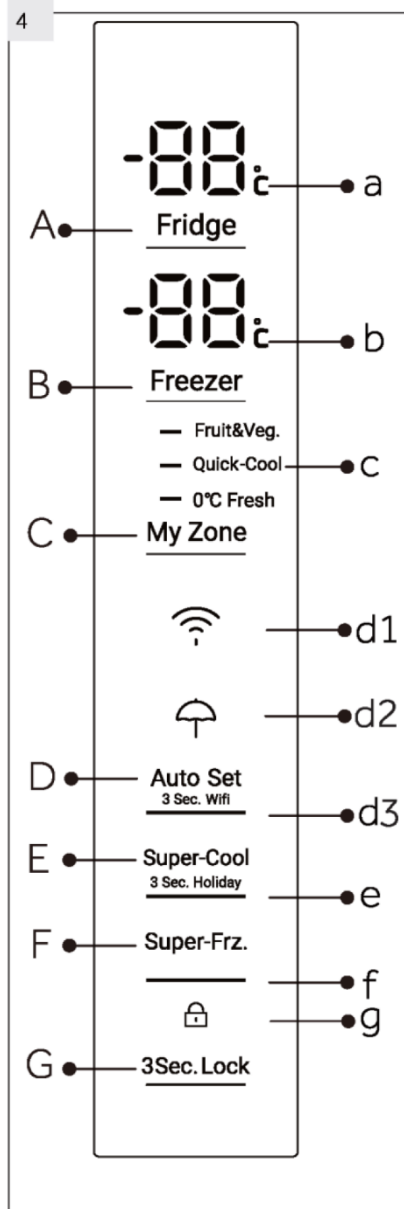 4
-88°c
a
A
Fridge
-88°c
b
B
Freezer
Fruit&Veg.
Quick-Cool
c
0°C Fresh
C
My Zone
d1
d2
D
Auto Set
3 Sec. Wifi
d3
E
Super-Cool
3 Sec. Holiday
e
F
Super-Frz.
f
g
G
3Sec. Lock